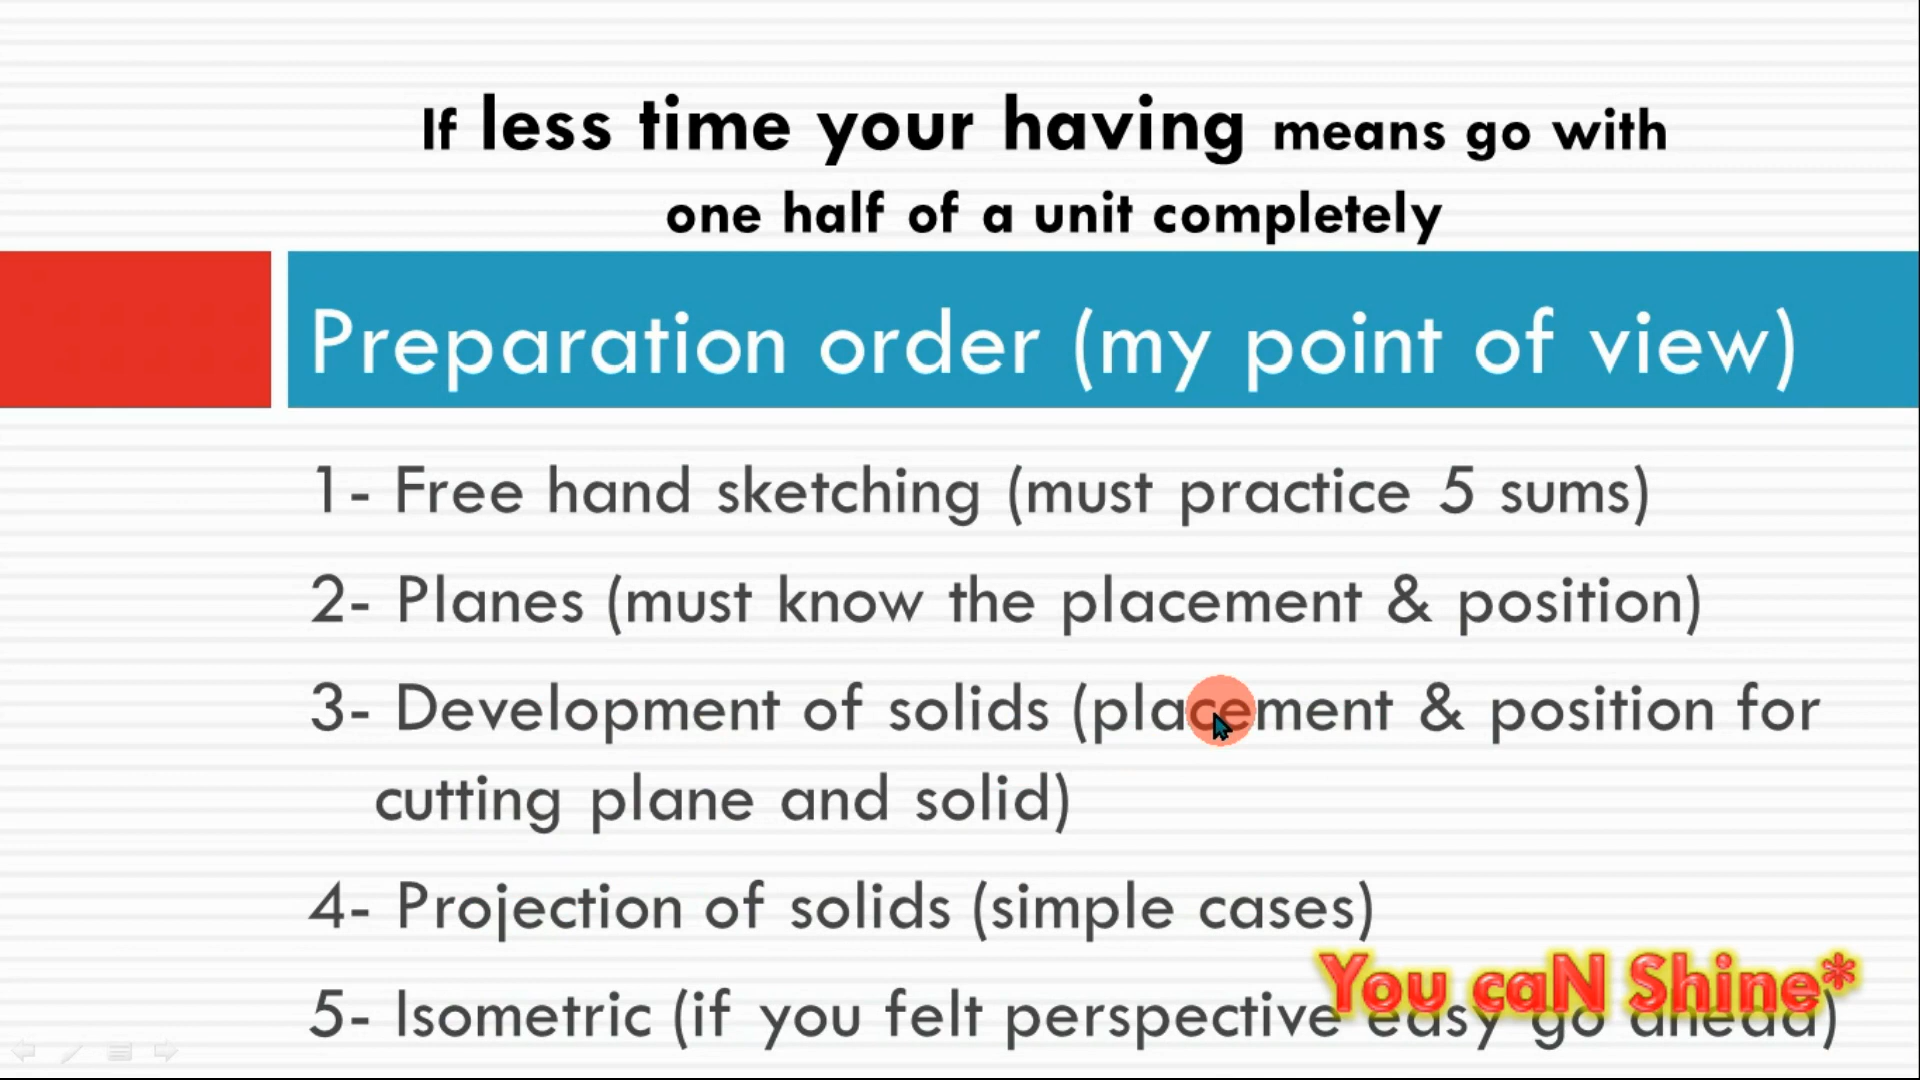 If less time your having means go with
one half of a unit completely
Preparation order (my point of view)
1- Free hand sketching (must practice 5 sums)
2- Planes (must know the placement & position)
3- Development of solids (placement & position for
cutting plane and solid)
4- Projection of solids (simple cases)
You caN Shine*
5- Isometric (if you felt perspective easy go ahead)